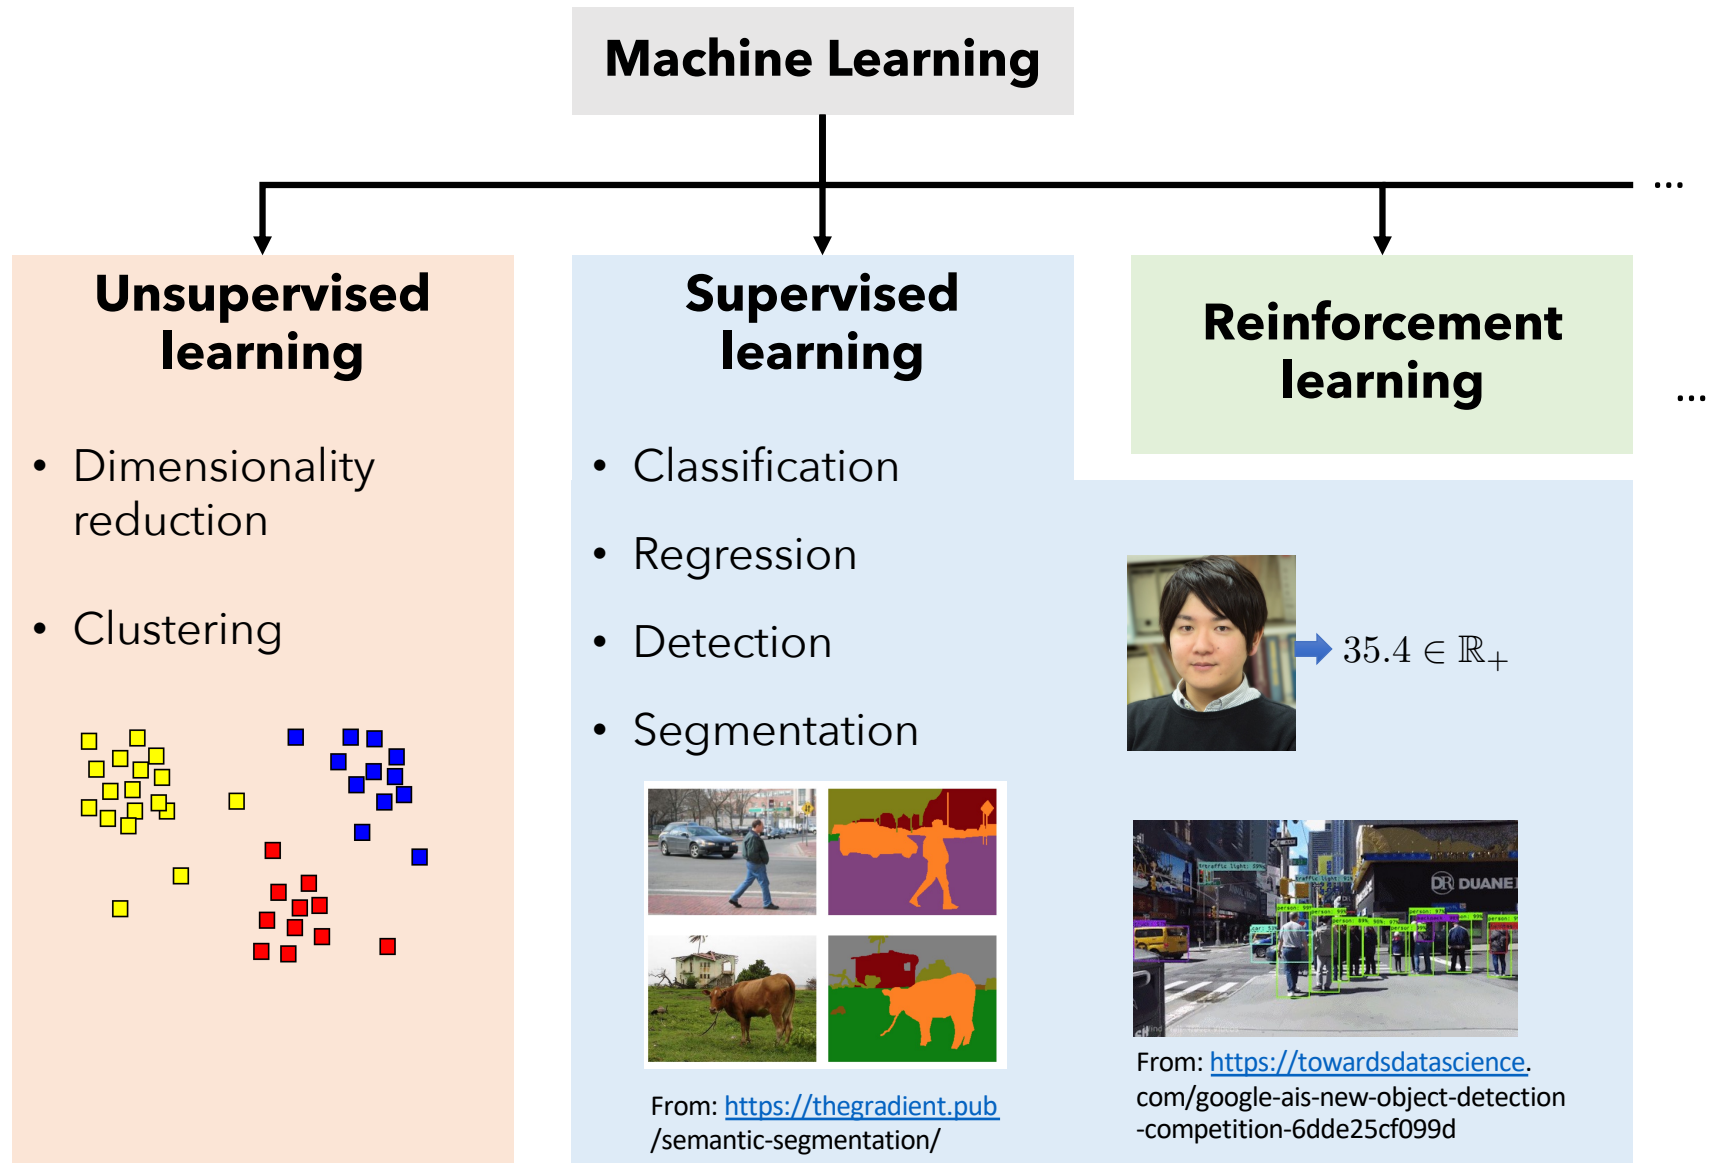 Machine Learning
...
Unsupervised
learning
• Dimensionality
reduction
• Clustering
Supervised
learning
• Classification
• Regression
• Detection
• Segmentation
From: https://thegradient.pub
/semantic-segmentation/
Reinforcement
learning
...
35.4 ∈ ℝ₊
DR DUANE
From: https://towardsdatascience.
com/google-ais-new-object-detection
-competition-6dde25cf099d